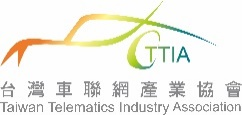 TTIA
台灣車聯網產業協會
Taiwan Telematics Industry Association